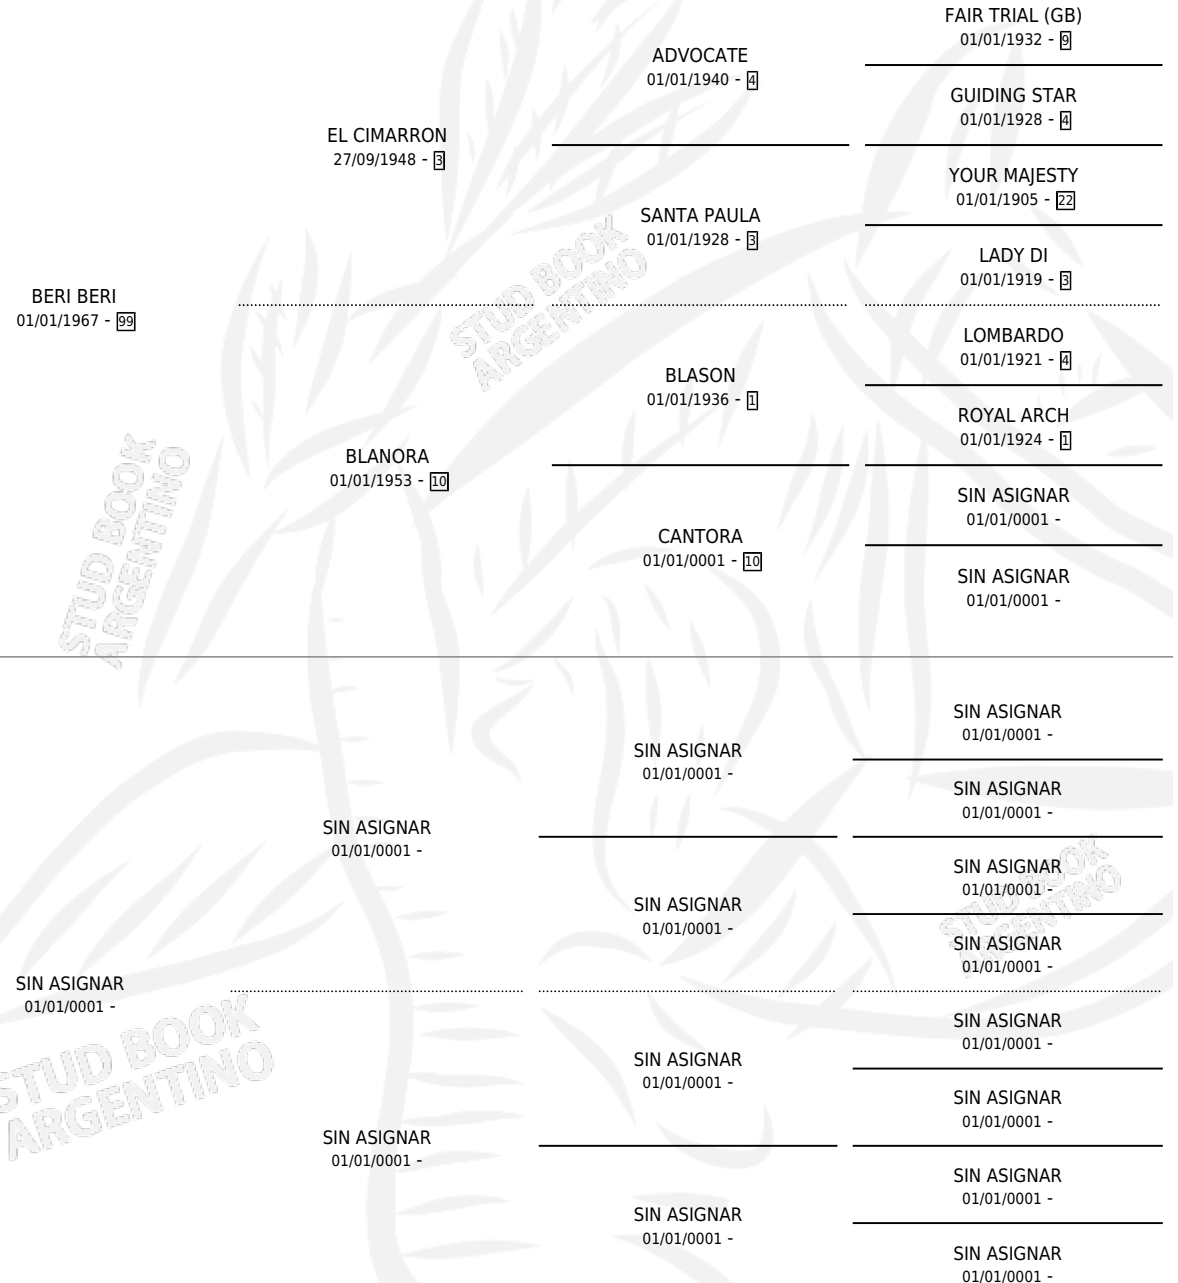 FAIR TRIAL (GB)
01/01/1932 - 9
ADVOCATE
01/01/1940 - 4
GUIDING STAR
01/01/1928 - 4
EL CIMARRON
27/09/1948 - 3
YOUR MAJESTY
01/01/1905 - 22
SANTA PAULA
01/01/1928 - 3
LADY DI
01/01/1919 - 3
BERI BERI
01/01/1967 - 99
LOMBARDO
01/01/1921 - 4
BLASON
01/01/1936 - 1
ROYAL ARCH
01/01/1924 - 1
BLANORA
01/01/1953 - 10
SIN ASIGNAR
01/01/0001 -
CANTORA
01/01/0001 - 10
SIN ASIGNAR
01/01/0001 -
SIN ASIGNAR
01/01/0001 -
SIN ASIGNAR
01/01/0001 -
SIN ASIGNAR
01/01/0001 -
SIN ASIGNAR
01/01/0001 -
SIN ASIGNAR
01/01/0001 -
SIN ASIGNAR
01/01/0001 -
SIN ASIGNAR
01/01/0001 -
SIN ASIGNAR
01/01/0001 -
SIN ASIGNAR
01/01/0001 -
SIN ASIGNAR
01/01/0001 -
SIN ASIGNAR
01/01/0001 -
SIN ASIGNAR
01/01/0001 -
SIN ASIGNAR
01/01/0001 -
SIN ASIGNAR
01/01/0001 -
SIN ASIGNAR
01/01/0001 -
STUD BOOK
ARGENTINO
STUD BOOK
ARGENTINO
STUD BOOK
ARGENTINO
STUD BOOK
ARGENTINO